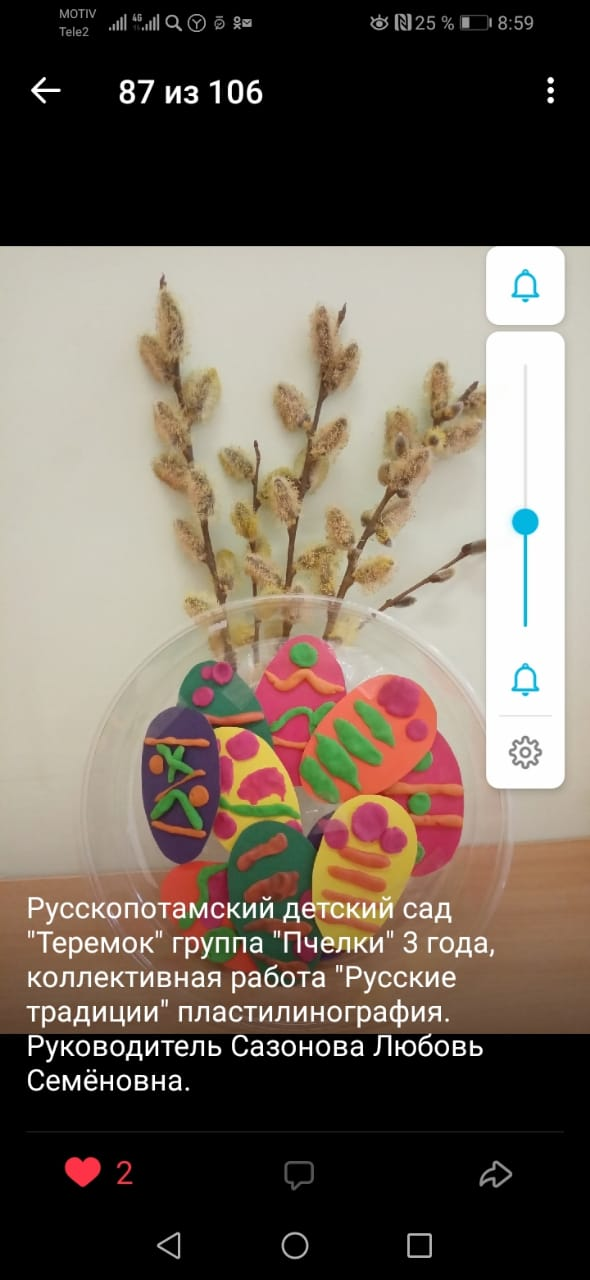 MOTIV
Tele2
4G
25 %
8:59
87 из 106
Русскопотамский детский сад
"Теремок" группа "Пчелки" 3 года,
коллективная работа "Русские
традиции" пластилинография.
Руководитель Сазонова Любовь
Семёновна.
2